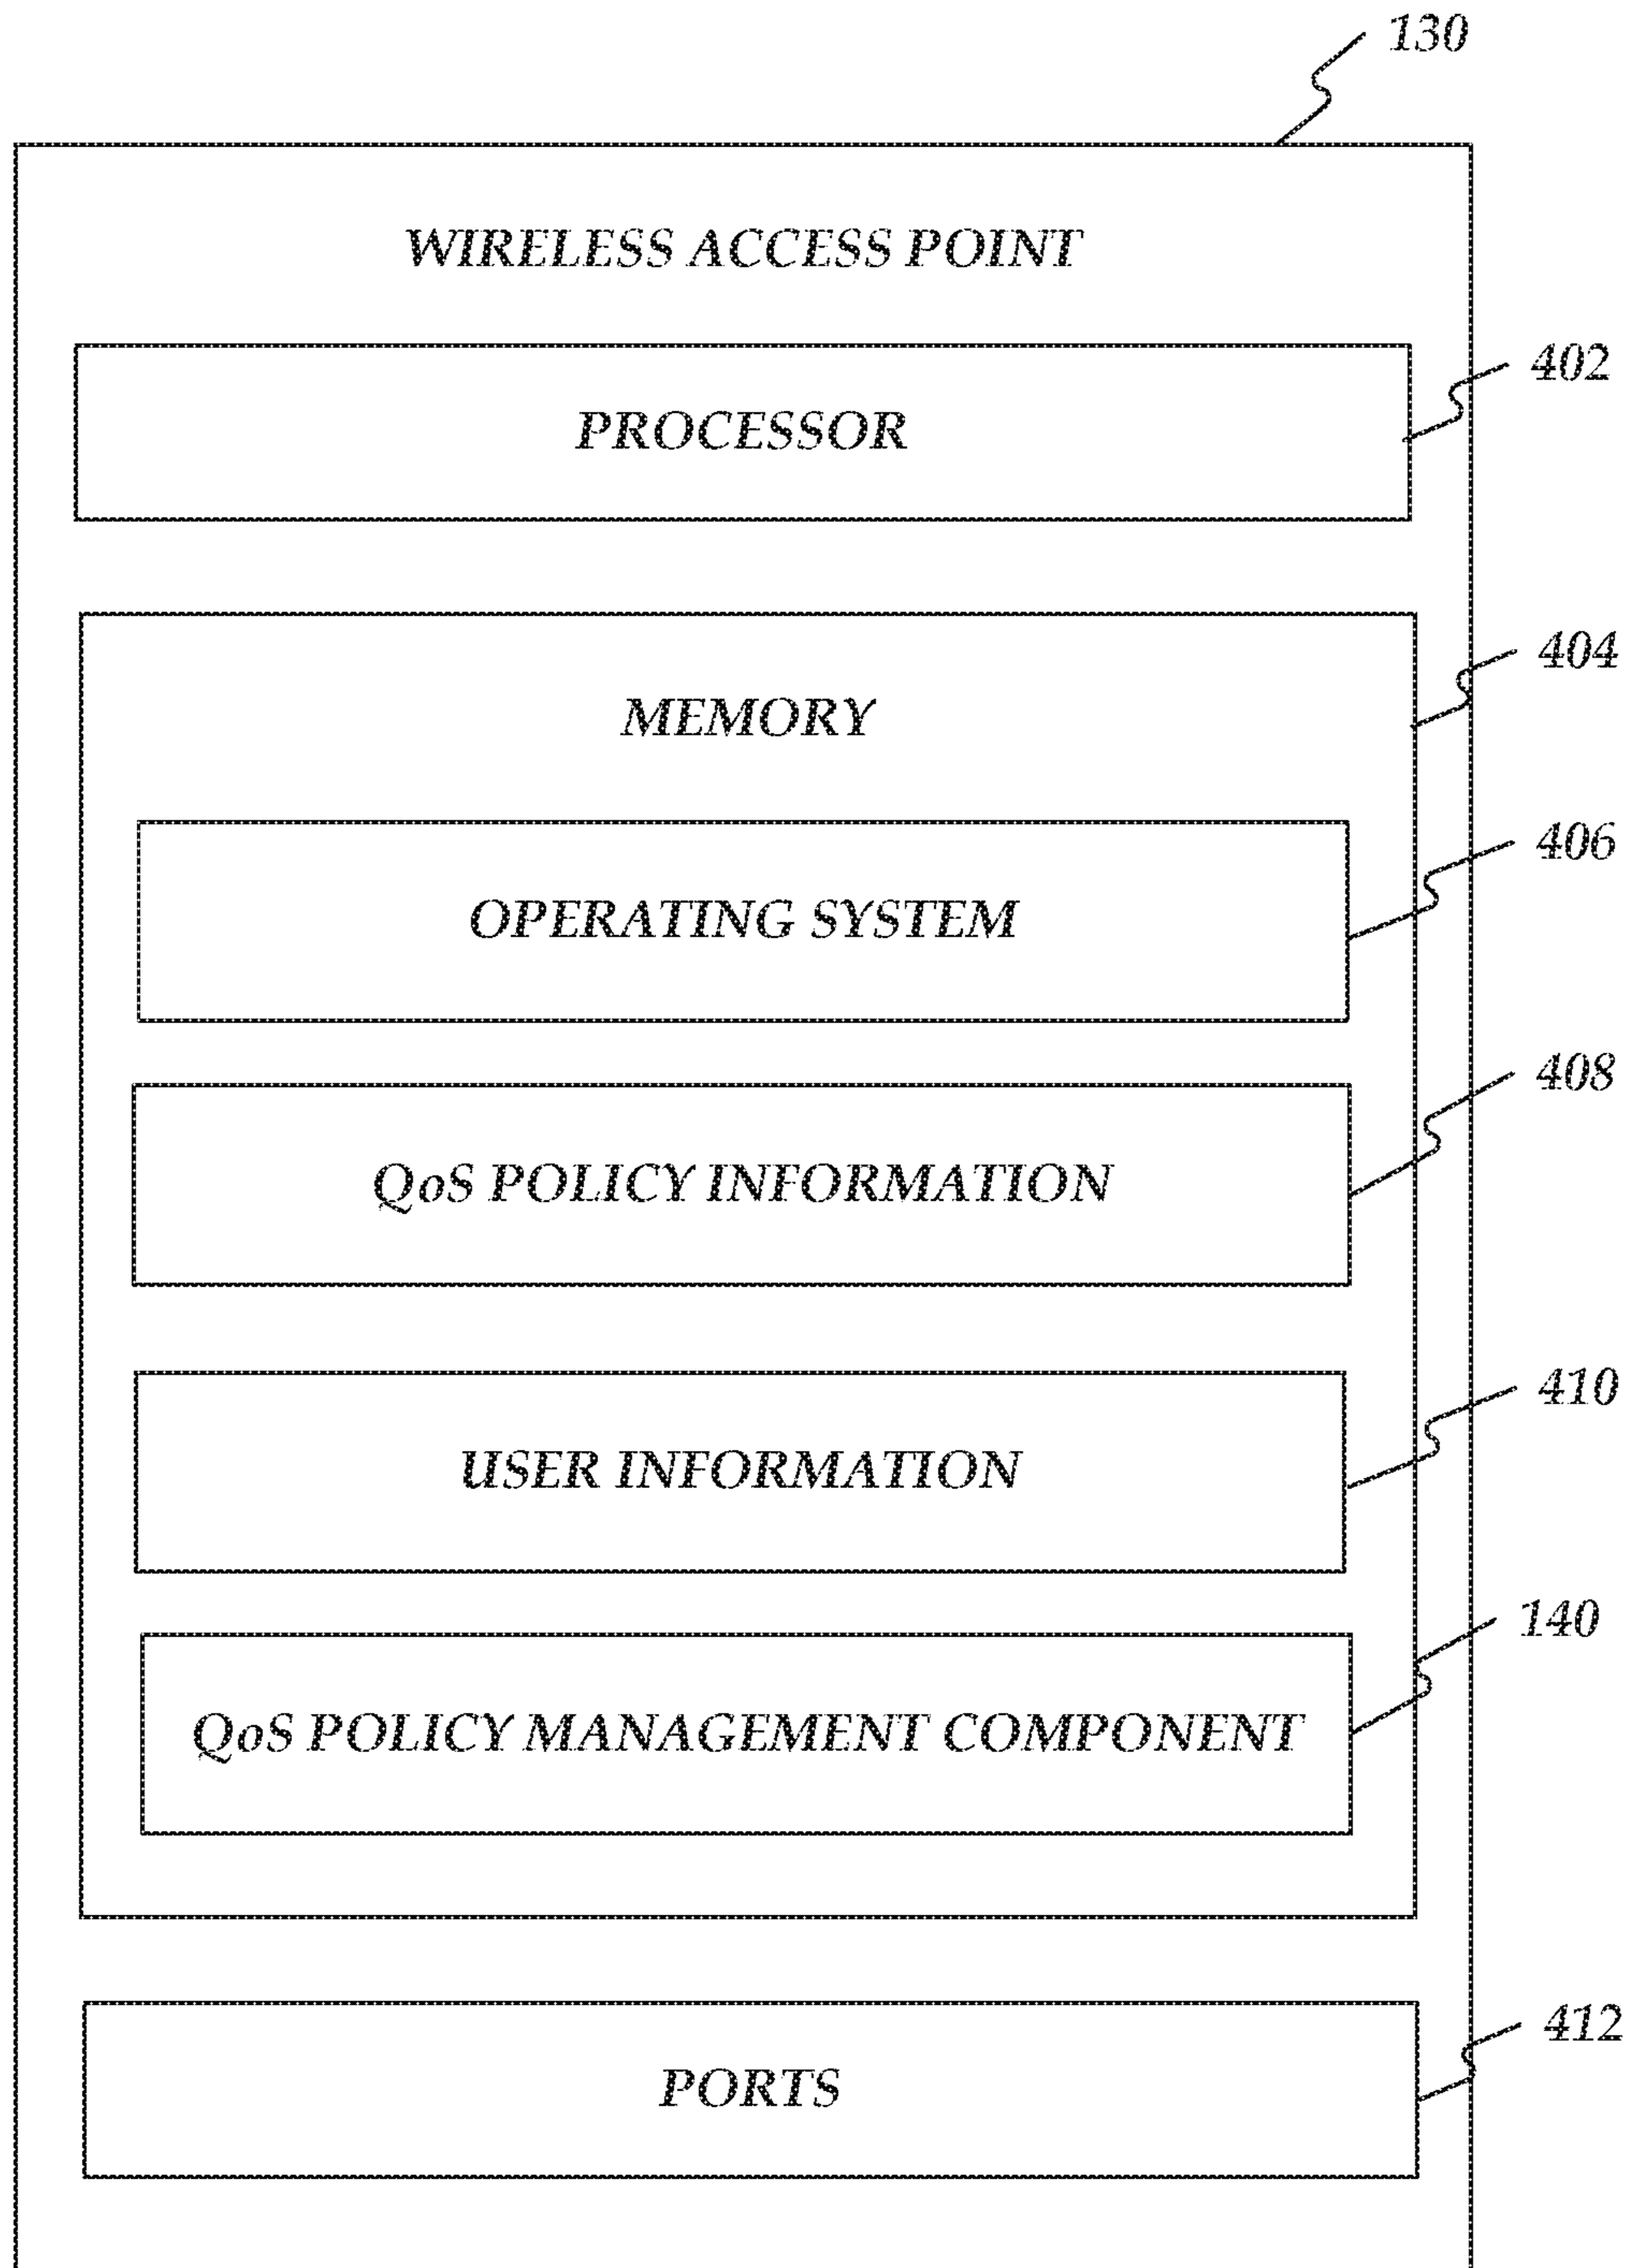 130
WIRELESS ACCESS POINT
402
PROCESSOR
404
MEMORY
406
OPERATING SYSTEM
408
QoS POLICY INFORMATION
410
USER INFORMATION
140
QoS POLICY MANAGEMENT COMPONENT
412
PORTS